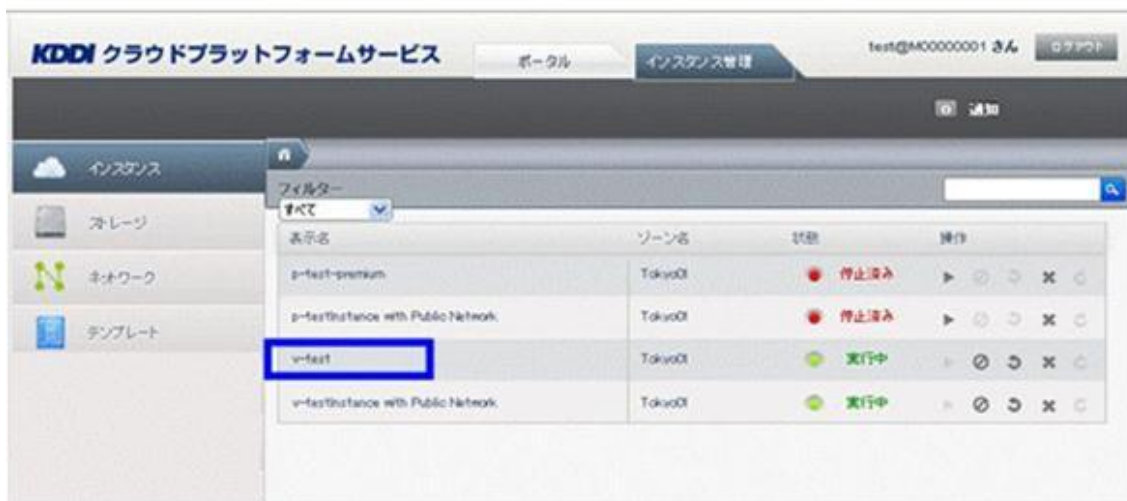 KDDI クラウドプラットフォームサービス
ポータル
インスタンス管理
test@M00000001 さん
ログアウト
通知
インスタンス
ストレージ
ネットワーク
テンプレート
フィルター
すべて
表示名 ゾーン名 状態 操作
p-test-premium Tokyo01 停止済み
p-testinstance with Public Network Tokyo01 停止済み
v-test Tokyo01 実行中
v-testinstance with Public Network Tokyo01 実行中